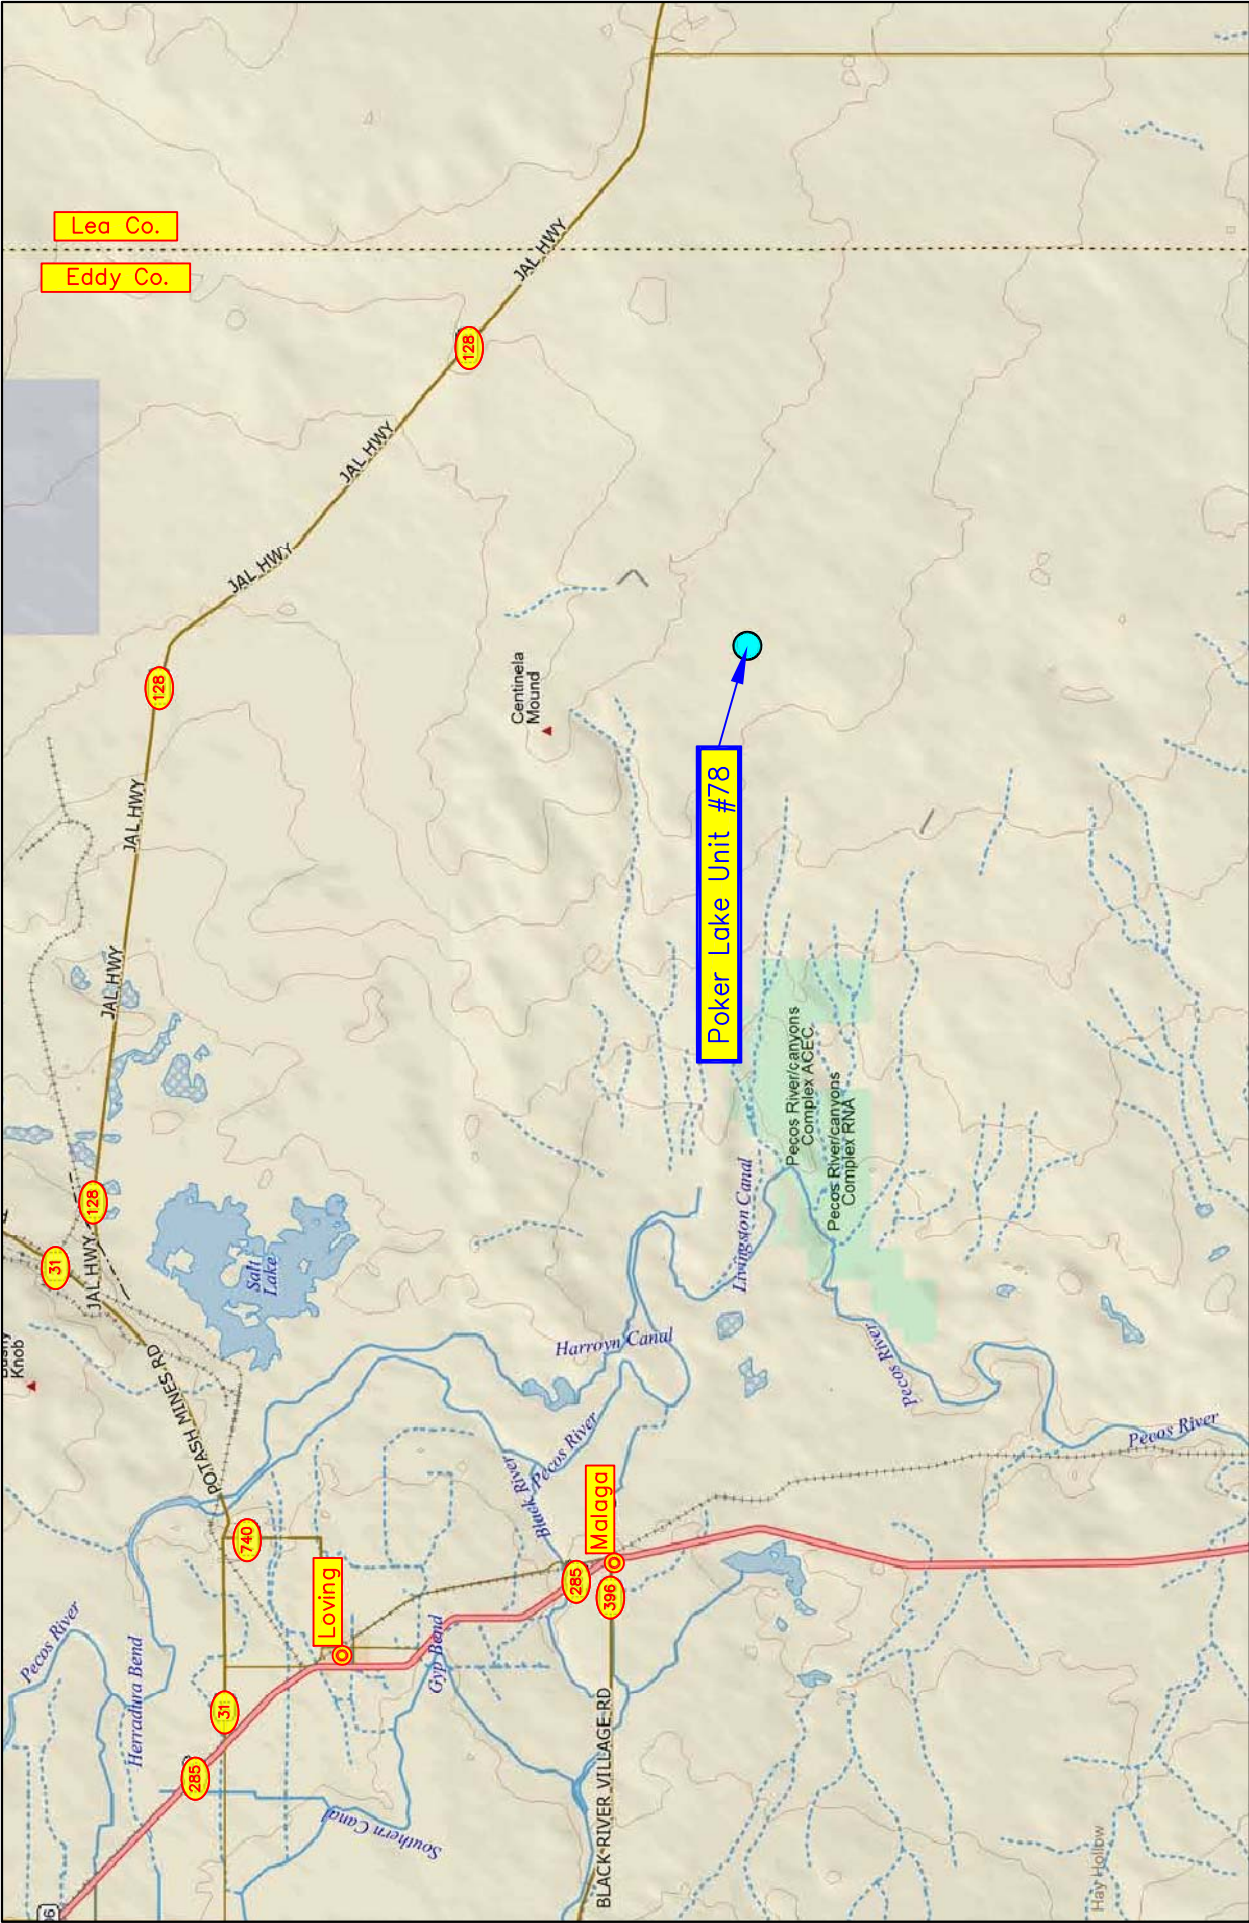 Lea Co.
Eddy Co.
JAL HWY
128
JAL HWY
JAL HWY
128
JAL HWY
JAL HWY
128
JAL HWY
31
Knob
POTASH MINES RD
Salt
Lake
Centinela
Mound
Poker Lake Unit #78
Pecos River/canyons
Complex ACEC
Pecos River/canyons
Complex RNA
Livingston Canal
Harroyn Canal
Pecos River
Pecos River
Black River
Pecos River
Malaga
285
396
740
Loving
Gyp Bend
31
285
Herradura Bend
Pecos River
Southern Canal
BLACK RIVER VILLAGE RD
Hay Hollow